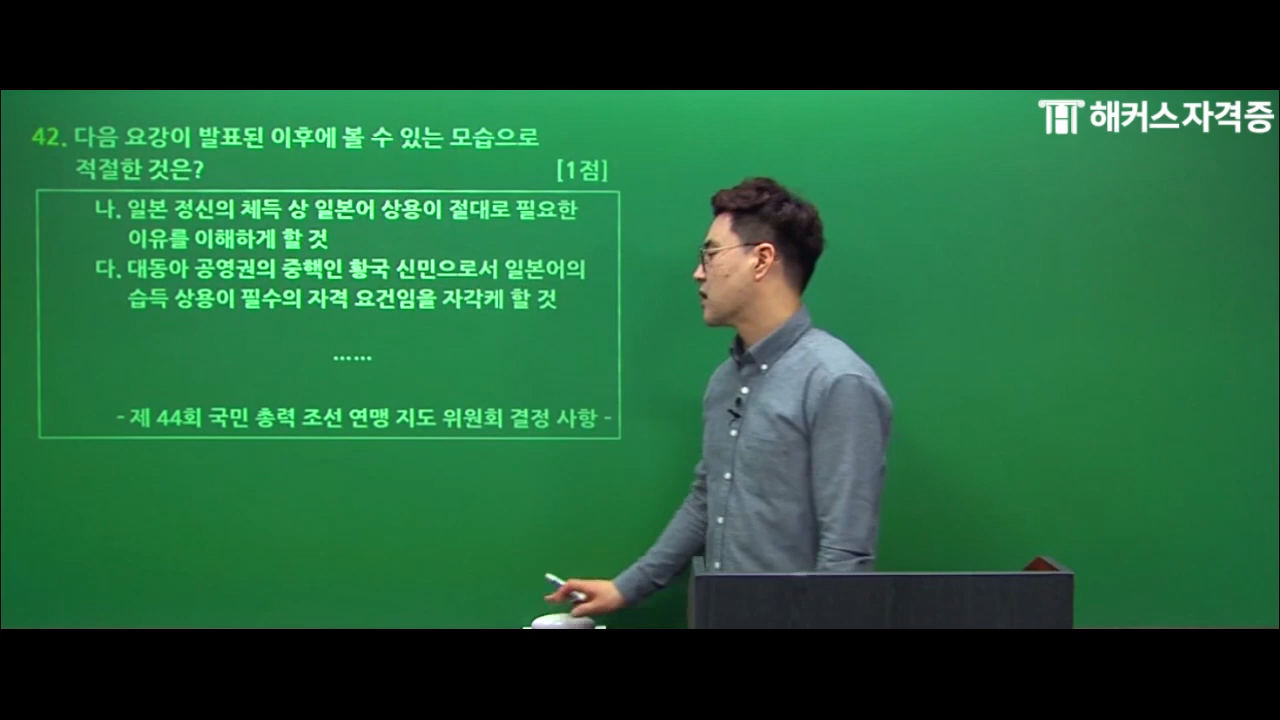 해커스자격증
42. 다음 요강이 발표된 이후에 볼 수 있는 모습으로
적절한 것은? [1점]
나. 일본 정신의 체득 상 일본어 상용이 절대로 필요한
이유를 이해하게 할 것
다. 대동아 공영권의 중핵인 황국 신민으로서 일본어의
습득 상용이 필수의 자격 요건임을 자각케 할 것
……
- 제 44회 국민 총력 조선 연맹 지도 위원회 결정 사항 -